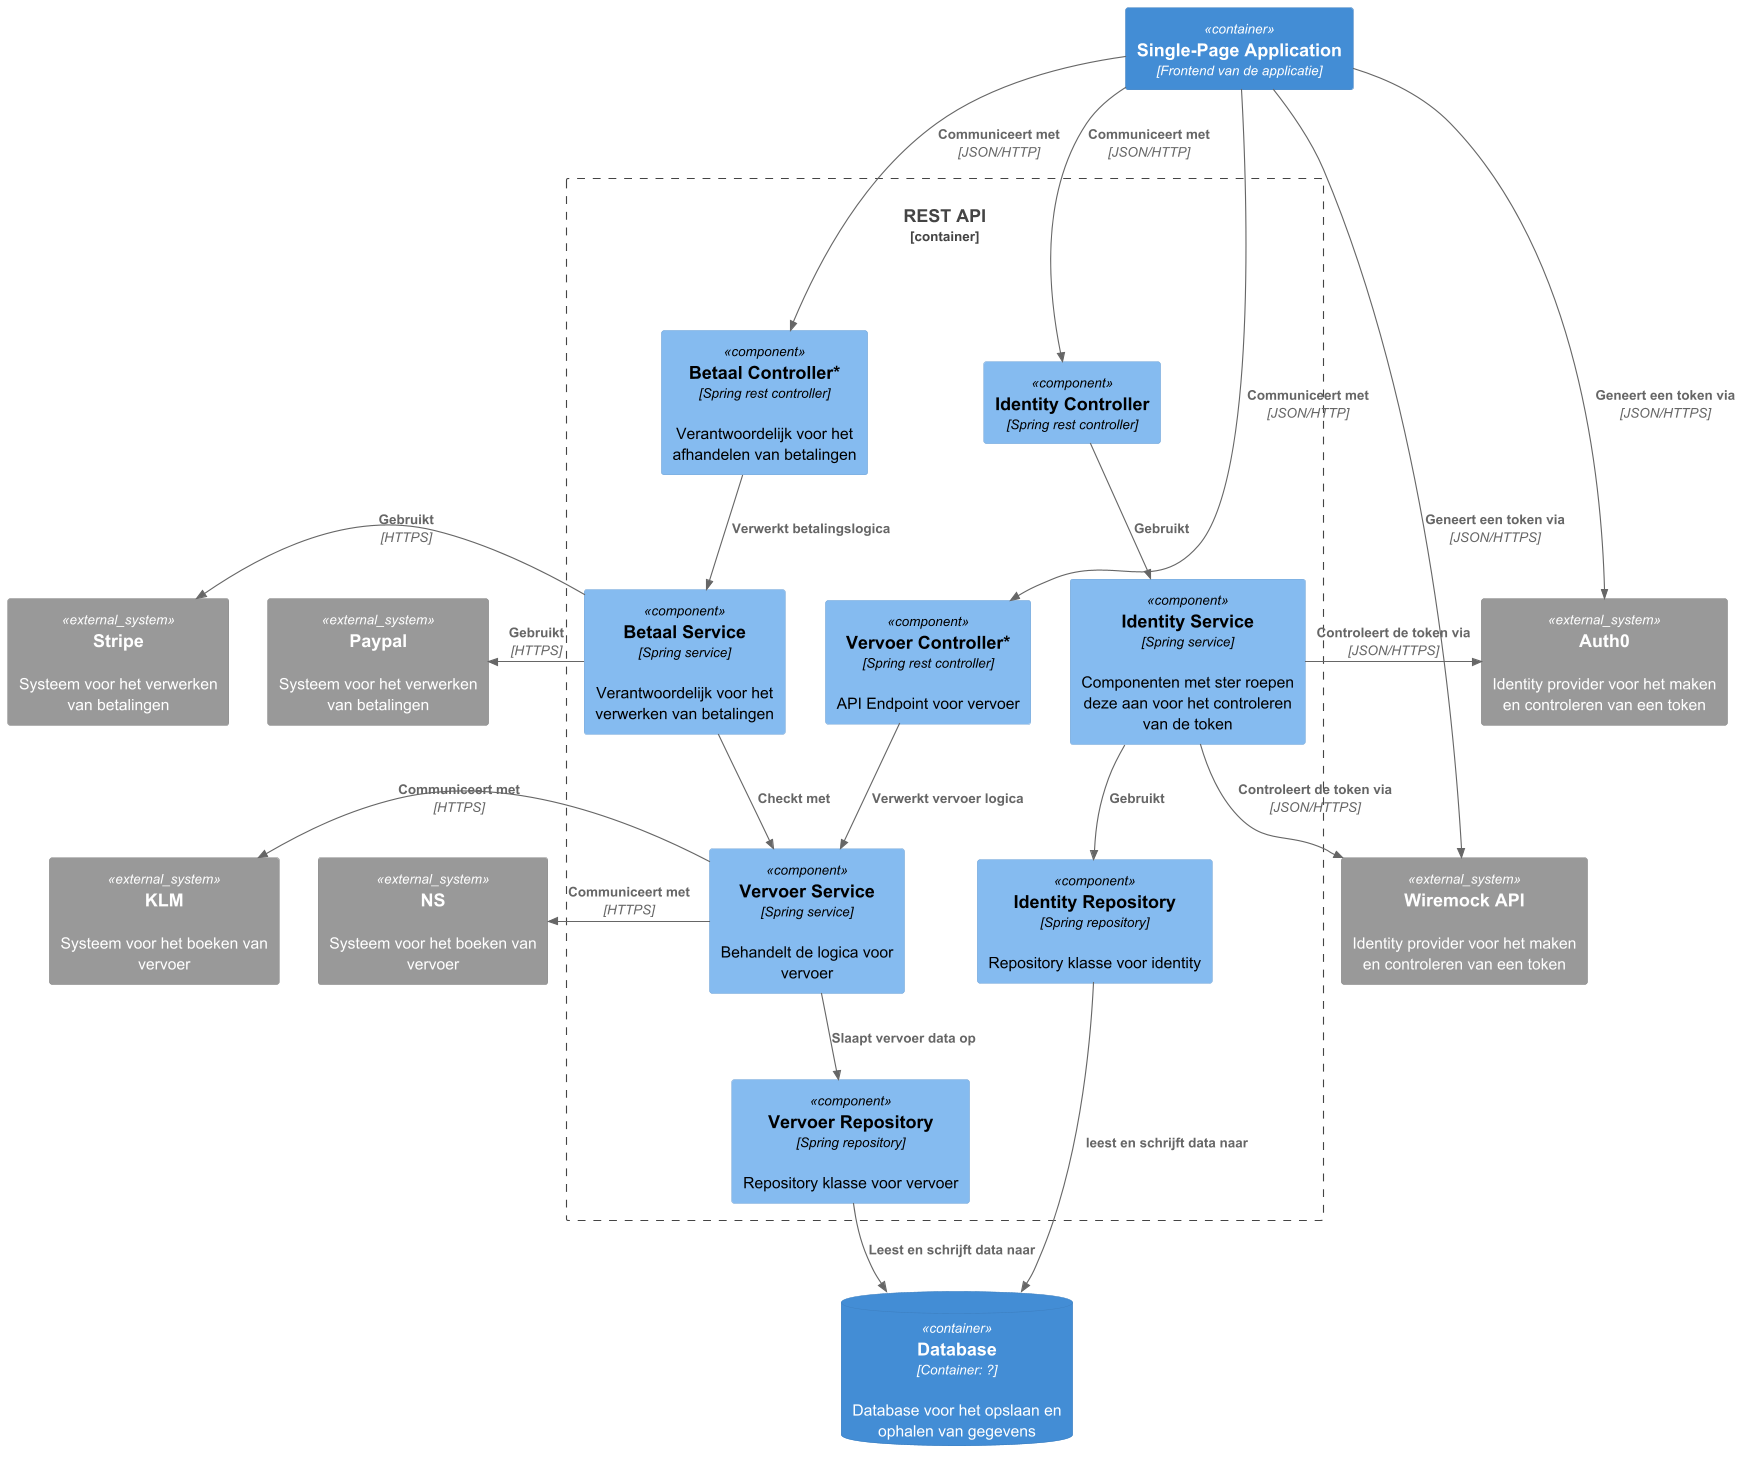 «container»
Single-Page Application
[Frontend van de applicatie]
Communiceert met
[JSON/HTTP]
Communiceert met
[JSON/HTTP]
REST API
[container]
«component»
Betaal Controller*
[Spring rest controller]
Verantwoordelijk voor het
afhandelen van betalingen
«component»
Identity Controller
[Spring rest controller]
Communiceert met
[JSON/HTTP]
Geneert een token via
[JSON/HTTPS]
Gebruikt
[HTTPS]
Verwerkt betalingslogica
Gebruikt
Geneert een token via
[JSON/HTTPS]
«external_system»
Stripe
Systeem voor het verwerken
van betalingen
«external_system»
Paypal
Systeem voor het verwerken
van betalingen
Gebruikt
[HTTPS]
«component»
Betaal Service
[Spring service]
Verantwoordelijk voor het
verwerken van betalingen
«component»
Vervoer Controller*
[Spring rest controller]
API Endpoint voor vervoer
«component»
Identity Service
[Spring service]
Componenten met ster roepen
deze aan voor het controleren
van de token
Controleert de token via
[JSON/HTTPS]
«external_system»
Auth0
Identity provider voor het maken
en controleren van een token
Communiceert met
[HTTPS]
Checkt met
Verwerkt vervoer logica
Gebruikt
Controleert de token via
[JSON/HTTPS]
«external_system»
KLM
Systeem voor het boeken van
vervoer
«external_system»
NS
Systeem voor het boeken van
vervoer
Communiceert met
[HTTPS]
«component»
Vervoer Service
[Spring service]
Behandelt de logica voor
vervoer
«component»
Identity Repository
[Spring repository]
Repository klasse voor identity
«external_system»
Wiremock API
Identity provider voor het maken
en controleren van een token
Slaapt vervoer data op
«component»
Vervoer Repository
[Spring repository]
Repository klasse voor vervoer
leest en schrijft data naar
Leest en schrijft data naar
«container»
Database
[Container: ?]
Database voor het opslaan en
ophalen van gegevens